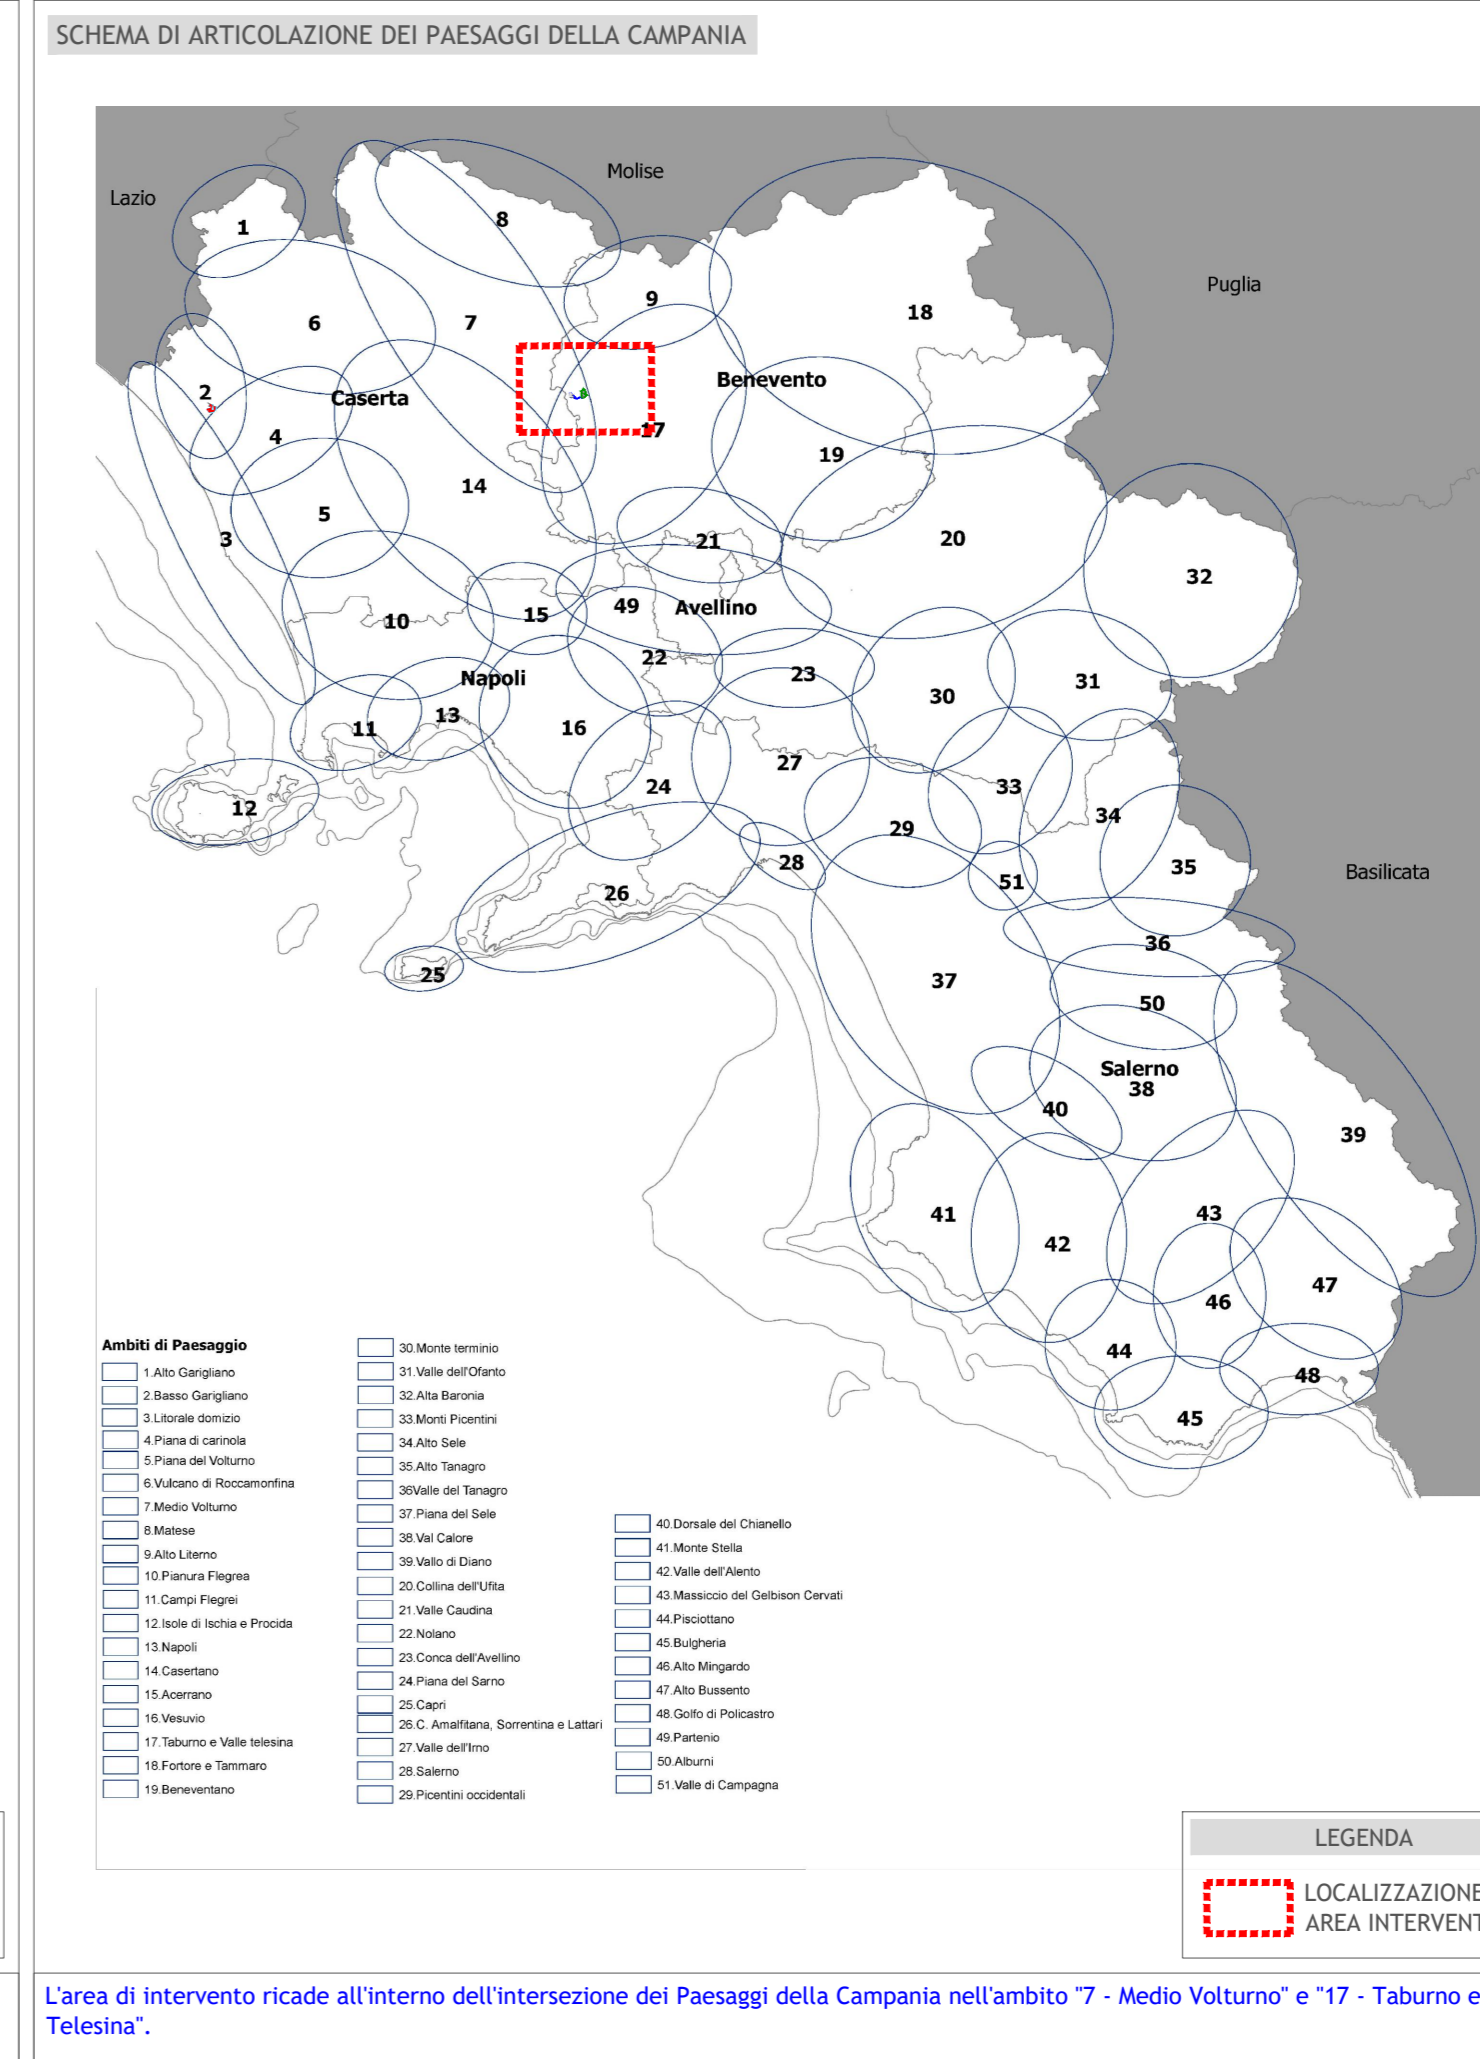 SCHEMA DI ARTICOLAZIONE DEI PAESAGGI DELLA CAMPANIA
Lazio
Molise
Puglia
Basilicata
1
8
9
18
6
7
2
Caserta
Benevento
4
17
19
14
5
3
21
20
32
10
15
49
Avellino
22
23
Napoli
30
31
11
13
16
27
24
33
12
34
29
28
35
51
26
36
25
37
50
Salerno
38
40
39
41
43
42
47
46
44
48
45
Ambiti di Paesaggio
1.Alto Garigliano
2.Basso Garigliano
3.Litorale domizio
4.Piana di carinola
5.Piana del Volturno
6.Vulcano di Roccamonfina
7.Medio Volturno
8.Matese
9.Alto Literno
10.Pianura Flegrea
11.Campi Flegrei
12.Isole di Ischia e Procida
13.Napoli
14.Casertano
15.Acerrano
16.Vesuvio
17.Taburno e Valle telesina
18.Fortore e Tammaro
19.Beneventano
30.Monte terminio
31.Valle dell'Ofanto
32.Alta Baronia
33.Monti Picentini
34.Alto Sele
35.Alto Tanagro
36Valle del Tanagro
37.Piana del Sele
38.Val Calore
39.Vallo di Diano
20.Collina dell'Ufita
21.Valle Caudina
22.Nolano
23.Conca dell'Avellino
24.Piana del Sarno
25.Capri
26.C. Amalfitana, Sorrentina e Lattari
27.Valle dell'Irno
28.Salerno
29.Picentini occidentali
40.Dorsale del Chianello
41.Monte Stella
42.Valle dell'Alento
43.Massiccio del Gelbison Cervati
44.Pisciottano
45.Bulgheria
46.Alto Mingardo
47.Alto Bussento
48.Golfo di Policastro
49.Partenio
50.Alburni
51.Valle di Campagna
LEGENDA
LOCALIZZAZIONE
AREA INTERVENT
L'area di intervento ricade all'interno dell'intersezione dei Paesaggi della Campania nell'ambito "7 - Medio Volturno" e "17 - Taburno e
Telesina".